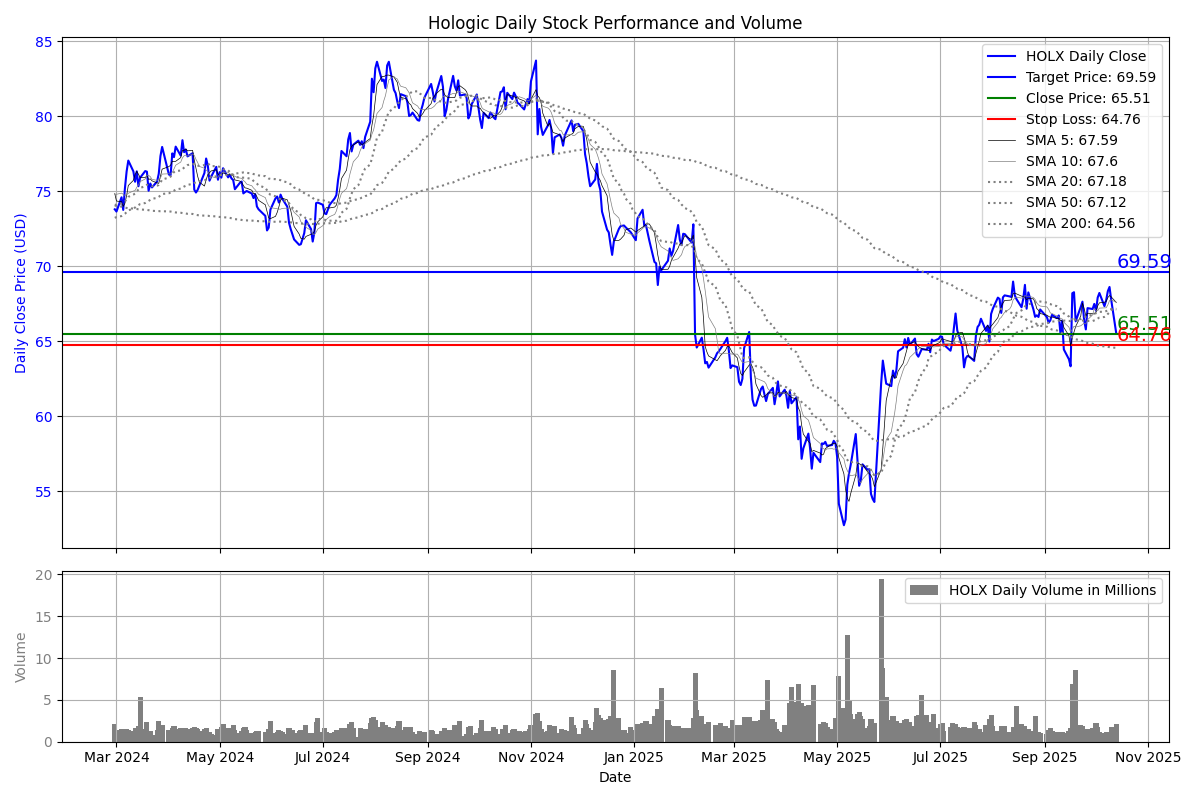 Hologic Daily Stock Performance and Volume
Daily Close Price (USD)
85
80
75
70
65
60
55
HOLX Daily Close
Target Price: 69.59
Close Price: 65.51
Stop Loss: 64.76
SMA 5: 67.59
SMA 10: 67.6
SMA 20: 67.18
SMA 50: 67.12
SMA 200: 64.56
69.59
65.51
64.76
Volume
20
15
10
5
0
HOLX Daily Volume in Millions
Mar 2024 May 2024 Jul 2024 Sep 2024 Nov 2024 Jan 2025 Mar 2025 May 2025 Jul 2025 Sep 2025 Nov 2025
Date